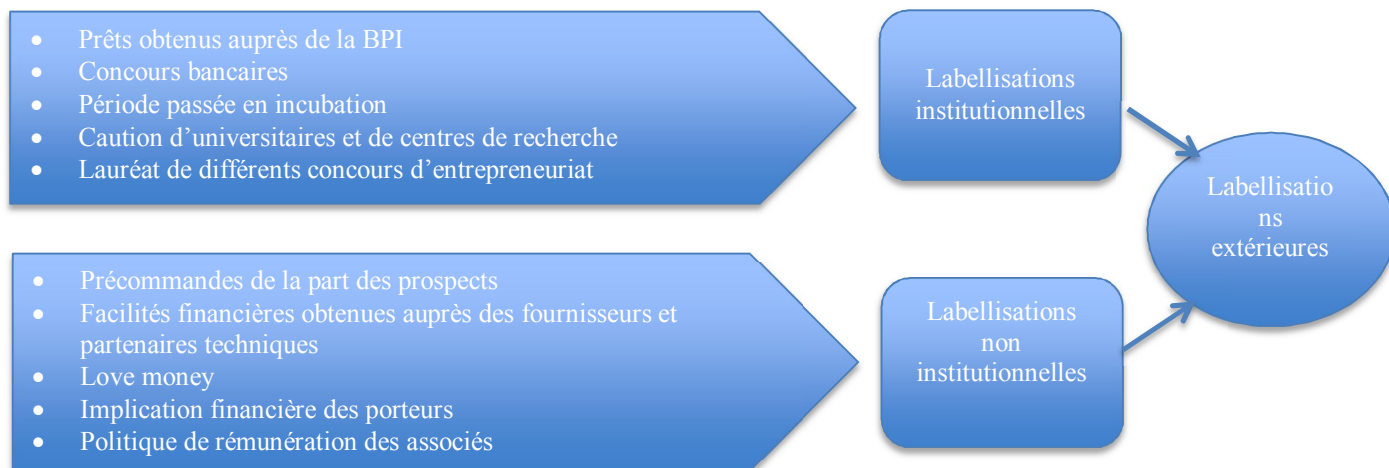 • Prêts obtenus auprès de la BPI
• Concours bancaires
• Période passée en incubation
• Caution d’universitaires et de centres de recherche
• Lauréat de différents concours d’entrepreneuriat
Labellisations
institutionnelles
• Précommandes de la part des prospects
• Facilités financières obtenues auprès des fournisseurs et
partenaires techniques
• Love money
• Implication financière des porteurs
• Politique de rémunération des associés
Labellisations
non
institutionnelles
Labellisatio
ns
extérieures